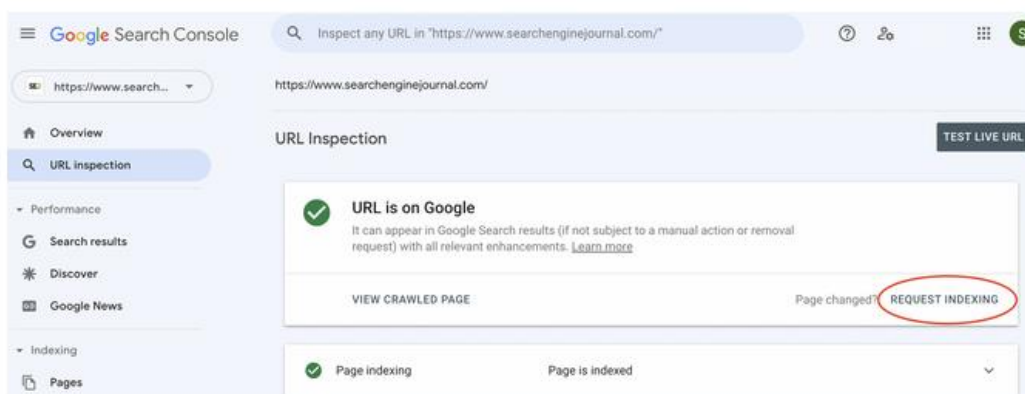 Google Search Console
Inspect any URL in "https://www.searchenginejournal.com/"
S
https://www.search...
https://www.searchenginejournal.com/
Overview
URL Inspection
TEST LIVE URL
URL inspection
Performance
URL is on Google
It can appear in Google Search results (if not subject to a manual action or removal
request) with all relevant enhancements. Learn more
Search results
Discover
Google News
VIEW CRAWLED PAGE
Page changed? REQUEST INDEXING
Indexing
Page indexing
Page is indexed
Pages